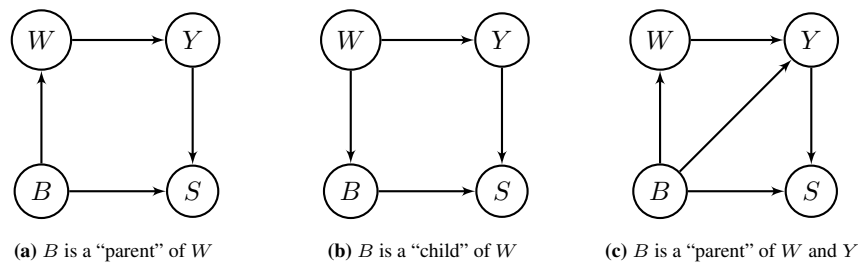 W Y W Y W Y
B S B S B S
(a) B is a “parent” of W (b) B is a “child” of W (c) B is a “parent” of W and Y